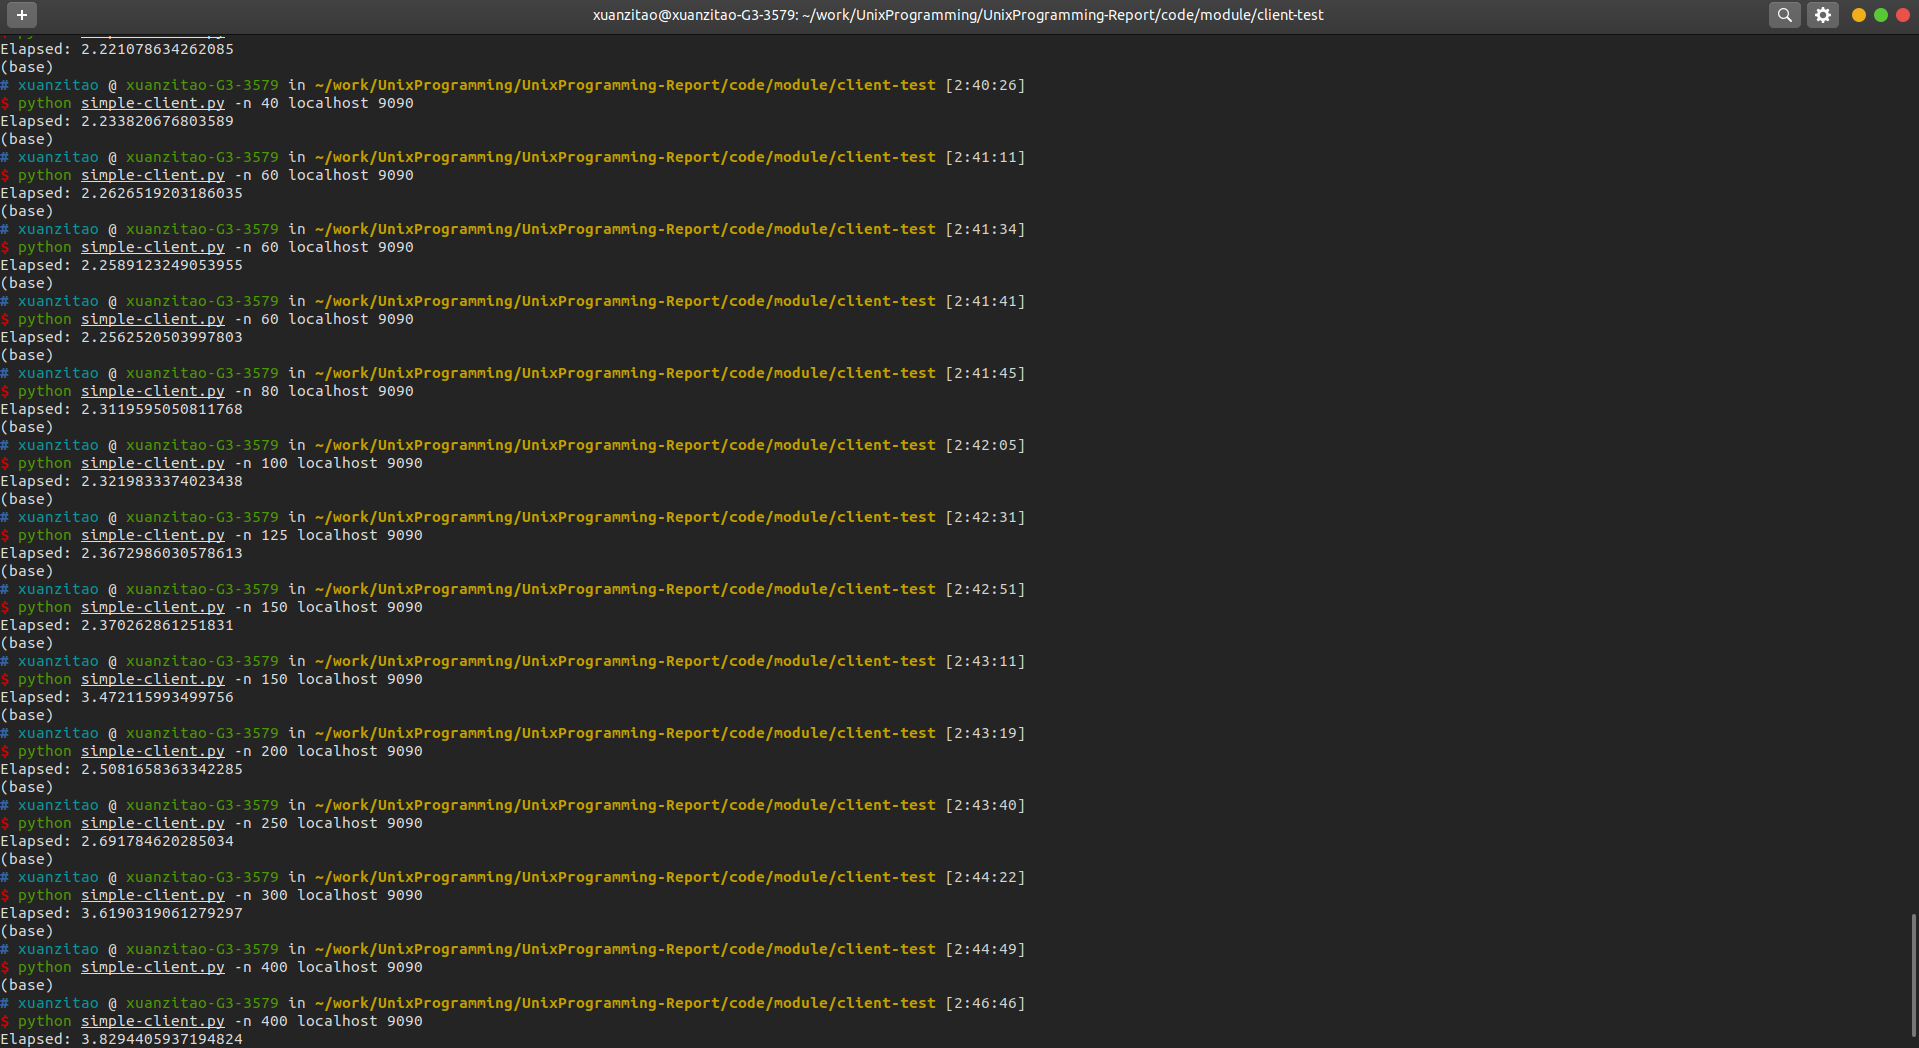 xuanzitao@xuanzitao-G3-3579: ~/work/UnixProgramming/UnixProgramming-Report/code/module/client-test
Elapsed: 2.221078634262085
(base)
# xuanzitao @ xuanzitao-G3-3579 in ~/work/UnixProgramming/UnixProgramming-Report/code/module/client-test [2:40:26]
$ python simple-client.py -n 40 localhost 9090
Elapsed: 2.233820676803589
(base)
# xuanzitao @ xuanzitao-G3-3579 in ~/work/UnixProgramming/UnixProgramming-Report/code/module/client-test [2:41:11]
$ python simple-client.py -n 60 localhost 9090
Elapsed: 2.2626519203186035
(base)
# xuanzitao @ xuanzitao-G3-3579 in ~/work/UnixProgramming/UnixProgramming-Report/code/module/client-test [2:41:34]
$ python simple-client.py -n 60 localhost 9090
Elapsed: 2.2589123249053955
(base)
# xuanzitao @ xuanzitao-G3-3579 in ~/work/UnixProgramming/UnixProgramming-Report/code/module/client-test [2:41:41]
$ python simple-client.py -n 60 localhost 9090
Elapsed: 2.2562520503997803
(base)
# xuanzitao @ xuanzitao-G3-3579 in ~/work/UnixProgramming/UnixProgramming-Report/code/module/client-test [2:41:45]
$ python simple-client.py -n 80 localhost 9090
Elapsed: 2.3119595050811768
(base)
# xuanzitao @ xuanzitao-G3-3579 in ~/work/UnixProgramming/UnixProgramming-Report/code/module/client-test [2:42:05]
$ python simple-client.py -n 100 localhost 9090
Elapsed: 2.3219833374023438
(base)
# xuanzitao @ xuanzitao-G3-3579 in ~/work/UnixProgramming/UnixProgramming-Report/code/module/client-test [2:42:31]
$ python simple-client.py -n 125 localhost 9090
Elapsed: 2.3672986030578613
(base)
# xuanzitao @ xuanzitao-G3-3579 in ~/work/UnixProgramming/UnixProgramming-Report/code/module/client-test [2:42:51]
$ python simple-client.py -n 150 localhost 9090
Elapsed: 2.370262861251831
(base)
# xuanzitao @ xuanzitao-G3-3579 in ~/work/UnixProgramming/UnixProgramming-Report/code/module/client-test [2:43:11]
$ python simple-client.py -n 150 localhost 9090
Elapsed: 3.472115993499756
(base)
# xuanzitao @ xuanzitao-G3-3579 in ~/work/UnixProgramming/UnixProgramming-Report/code/module/client-test [2:43:19]
$ python simple-client.py -n 200 localhost 9090
Elapsed: 2.5081658363342285
(base)
# xuanzitao @ xuanzitao-G3-3579 in ~/work/UnixProgramming/UnixProgramming-Report/code/module/client-test [2:43:40]
$ python simple-client.py -n 250 localhost 9090
Elapsed: 2.691784620285034
(base)
# xuanzitao @ xuanzitao-G3-3579 in ~/work/UnixProgramming/UnixProgramming-Report/code/module/client-test [2:44:22]
$ python simple-client.py -n 300 localhost 9090
Elapsed: 3.6190319061279297
(base)
# xuanzitao @ xuanzitao-G3-3579 in ~/work/UnixProgramming/UnixProgramming-Report/code/module/client-test [2:44:49]
$ python simple-client.py -n 400 localhost 9090
(base)
# xuanzitao @ xuanzitao-G3-3579 in ~/work/UnixProgramming/UnixProgramming-Report/code/module/client-test [2:46:46]
$ python simple-client.py -n 400 localhost 9090
Elapsed: 3.8294405937194824